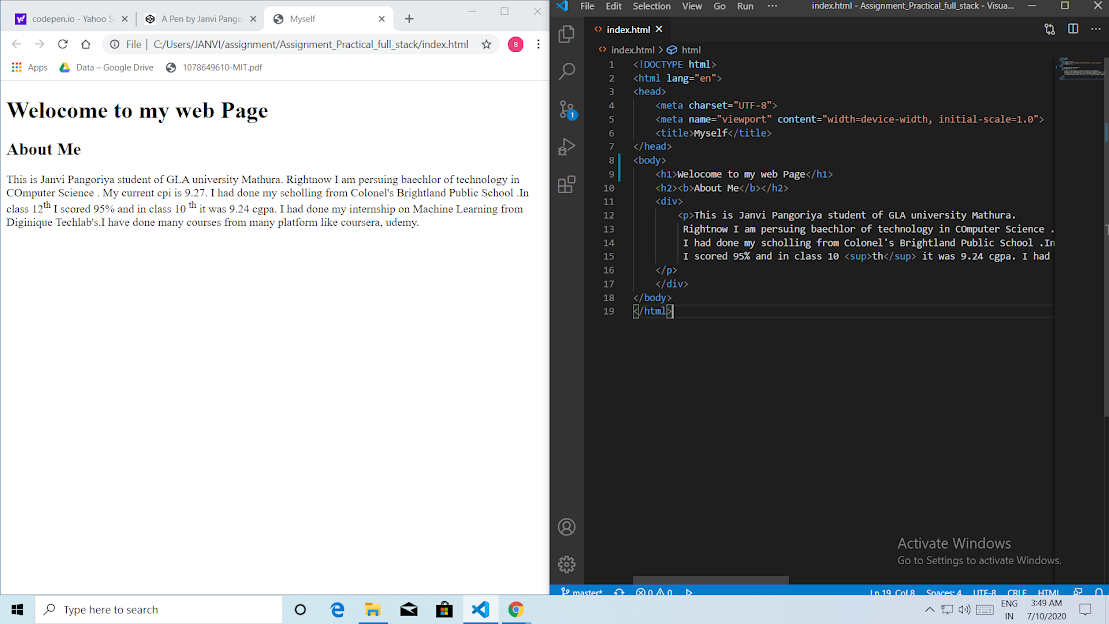 codepen.io - Yahoo S
A Pen by Janvi Pango
Myself
File | C:/Users/JANVI/assignment/Assignment_Practical_full_stack/index.html
8
Apps
Data – Google Drive
1078649610-MIT.pdf
Welocome to my web Page
About Me
This is Janvi Pangoriya student of GLA university Mathura. Rightnow I am persuing baechlor of technology in
COmputer Science . My current cpi is 9.27. I had done my scholling from Colonel's Brightland Public School .In
class 12th I scored 95% and in class 10 th it was 9.24 cgpa. I had done my internship on Machine Learning from
Diginique Techlab's.I have done many courses from many platform like coursera, udemy.
File Edit Selection View Go Run ··· index.html - Assignment_Practical_full_stack - Visua...
index.html
index.html > html
1 <!DOCTYPE html>
2 <html lang="en">
3 <head>
4 <meta charset="UTF-8">
5 <meta name="viewport" content="width=device-width, initial-scale=1.0">
6 <title>Myself</title>
7 </head>
8 <body>
9 <h1>Welocome to my web Page</h1>
10 <h2><b>About Me</b></h2>
11 <div>
12 <p>This is Janvi Pangoriya student of GLA university Mathura.
13 Rightnow I am persuing baechlor of technology in COmputer Science .
14 I had done my scholling from Colonel's Brightland Public School .In
15 I scored 95% and in class 10 <sup>th</sup> it was 9.24 cgpa. I had
16 </p>
17 </div>
18 </body>
19 </html>
1
Activate Windows
Go to Settings to activate Windows.
master* 0 0 Ln 19, Col 8 Spaces: 4 UTF-8 CRLF HTML
Type here to search
ENG
IN
3:49 AM
7/10/2020